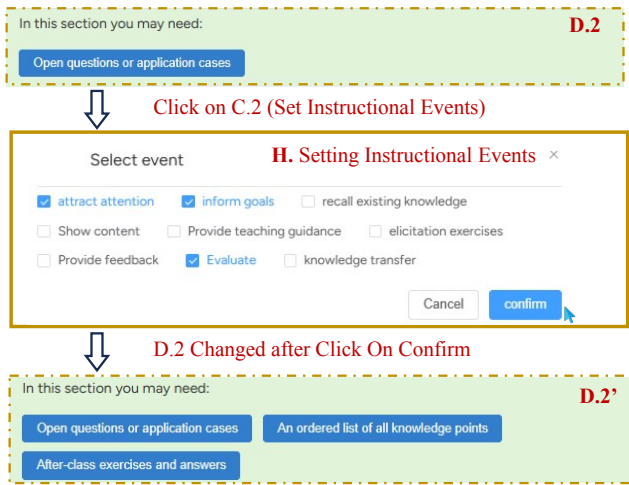 In this section you may need:
D.2
Open questions or application cases
Click on C.2 (Set Instructional Events)
Select event
H. Setting Instructional Events ×
attract attention inform goals recall existing knowledge
Show content Provide teaching guidance elicitation exercises
Provide feedback Evaluate knowledge transfer
Cancel confirm
D.2 Changed after Click On Confirm
In this section you may need:
D.2’
Open questions or application cases An ordered list of all knowledge points
After-class exercises and answers